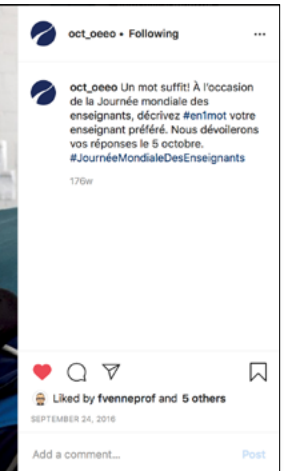 oct_oeeo • Following
oct_oeeo Un mot suffit! À l'occasion
de la Journée mondiale des
enseignants, décrivez #en1mot votre
enseignant préféré. Nous dévoilerons
vos réponses le 5 octobre.
#JournéeMondialeDesEnseignants
176w
Liked by fvenneprof and 5 others
SEPTEMBER 24, 2016
Add a comment...
Post